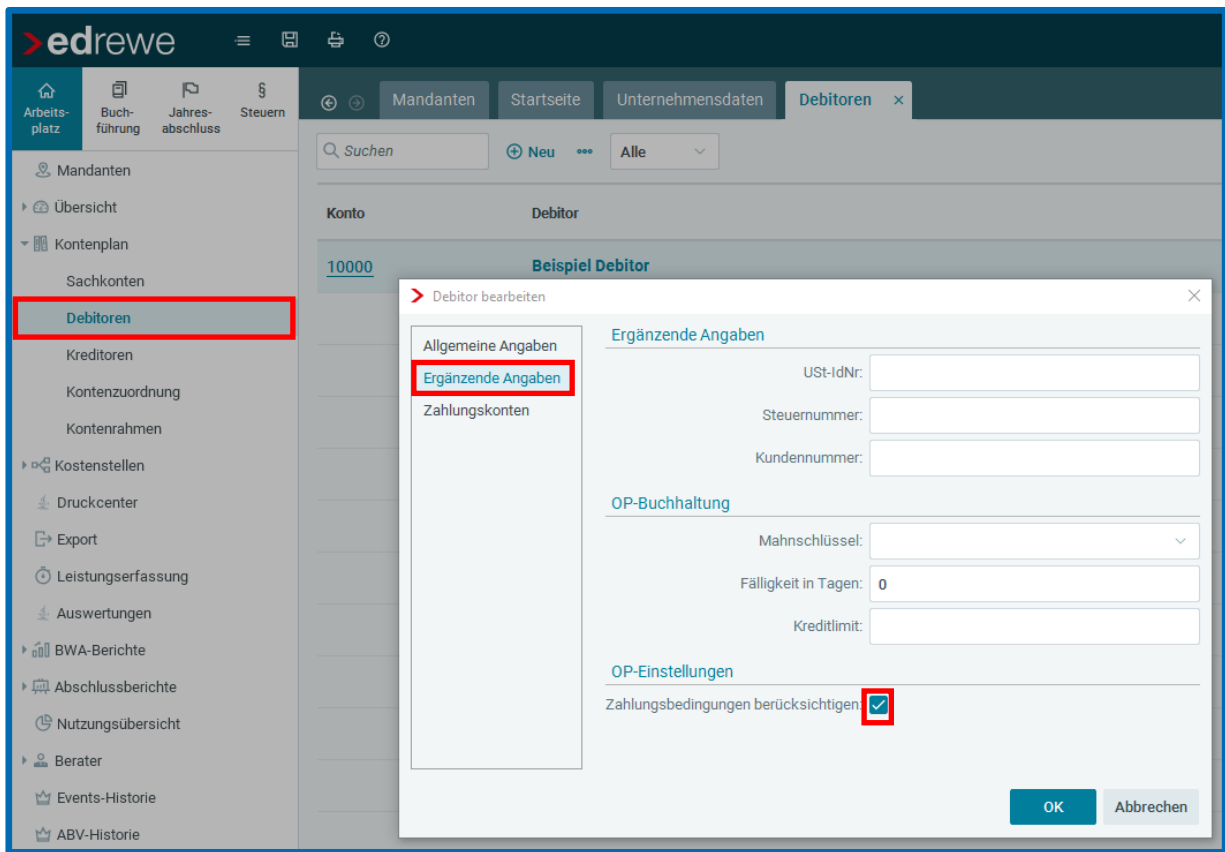 edrewe
Arbeits-
platz
Buch-
führung
Jahres-
abschluss
§
Steuern
Mandanten
Startseite
Unternehmensdaten
Debitoren
Suchen
Neu
Alle
Mandanten
Übersicht
Kontenplan
Sachkonten
Debitoren
Kreditoren
Kontenzuordnung
Kontenrahmen
Kostenstellen
Druckcenter
Export
Leistungserfassung
Auswertungen
BWA-Berichte
Abschlussberichte
Nutzungsübersicht
Berater
Events-Historie
ABV-Historie
Konto
Debitor
10000
Beispiel Debitor
Debitor bearbeiten
Allgemeine Angaben
Ergänzende Angaben
Zahlungskonten
Ergänzende Angaben
USt-IdNr:
Steuernummer:
Kundennummer:
OP-Buchhaltung
Mahnschlüssel:
Fälligkeit in Tagen: 0
Kreditlimit:
OP-Einstellungen
Zahlungsbedingungen berücksichtigen:
OK
Abbrechen